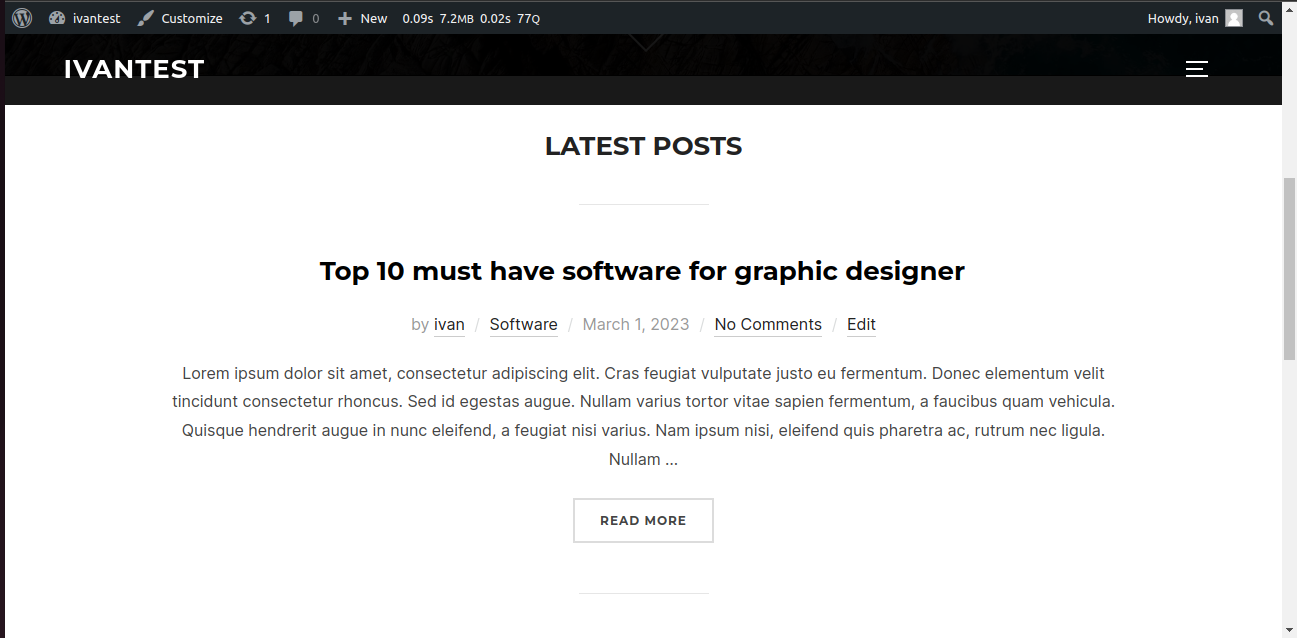 ivantest Customize 1 0 New 0.09s 7.2MB 0.02s 77Q Howdy, ivan
IVANTEST
LATEST POSTS
Top 10 must have software for graphic designer
by ivan / Software / March 1, 2023 / No Comments / Edit
Lorem ipsum dolor sit amet, consectetur adipiscing elit. Cras feugiat vulputate justo eu fermentum. Donec elementum velit
tincidunt consectetur rhoncus. Sed id egestas augue. Nullam varius tortor vitae sapien fermentum, a faucibus quam vehicula.
Quisque hendrerit augue in nunc eleifend, a feugiat nisi varius. Nam ipsum nisi, eleifend quis pharetra ac, rutrum nec ligula.
Nullam …
READ MORE